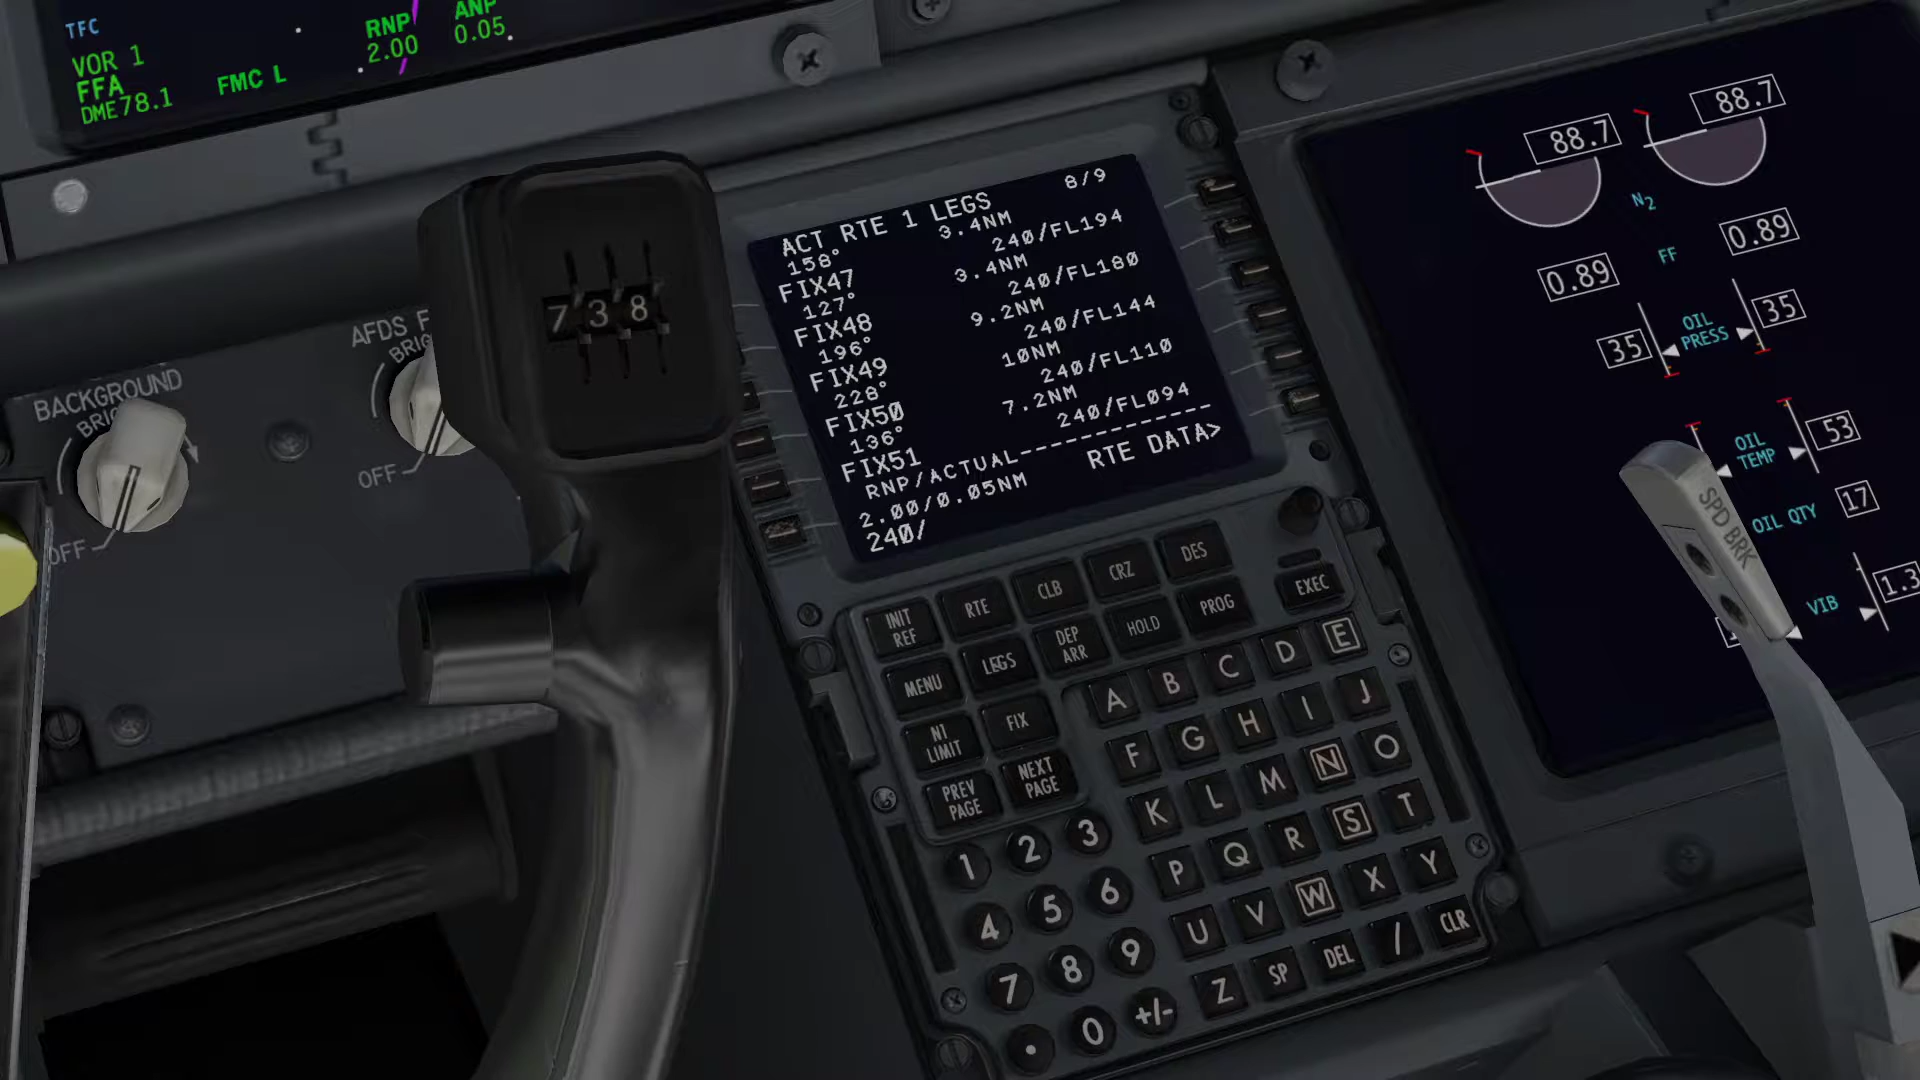 TFC
VOR 1
FFA
DME78.1
FMC L
RNP
2.00
ANP
0.05
BACKGROUND
BRIG
OFF
AFDS F
BRIG
OFF
738
ACT RTE 1 LEGS 8/9
158° 3.4NM
FIX47 240/FL194
127° 3.4NM
FIX48 240/FL180
196° 9.2NM
FIX49 240/FL144
228° 10NM
FIX50 240/FL110
136° 7.2NM
FIX51 240/FL094
RNP/ACTUAL--------------
2.00/0.05NM RTE DATA>
240/
INIT REF
RTE
CLB
CRZ
DES
MENU
LEGS
DEP ARR
HOLD
PROG
EXEC
N1 LIMIT
FIX
PREV PAGE
NEXT PAGE
A B C D E
F G H I J
K L M N O
P Q R S T
U V W X Y
Z SP DEL / CLR
1 2 3
4 5 6
7 8 9
. 0 +/-
88.7 88.7
N2
0.89 FF 0.89
35 OIL PRESS 35
OIL TEMP 53
OIL QTY 17
VIB 1.3
SPD BRK